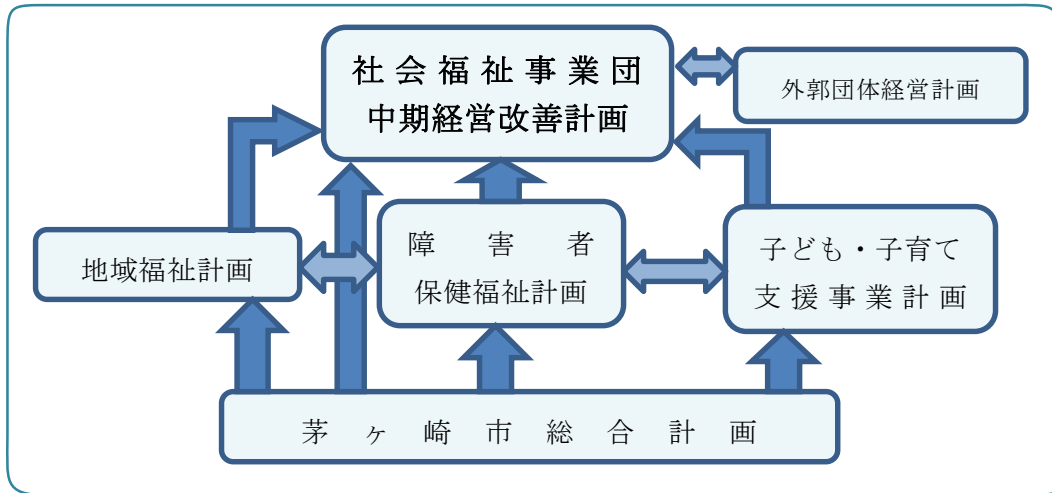 社会福祉事業団
中期経営改善計画
外郭団体経営計画
地域福祉計画
障害者
保健福祉計画
子ども・子育て
支援事業計画
茅ヶ崎市総合計画